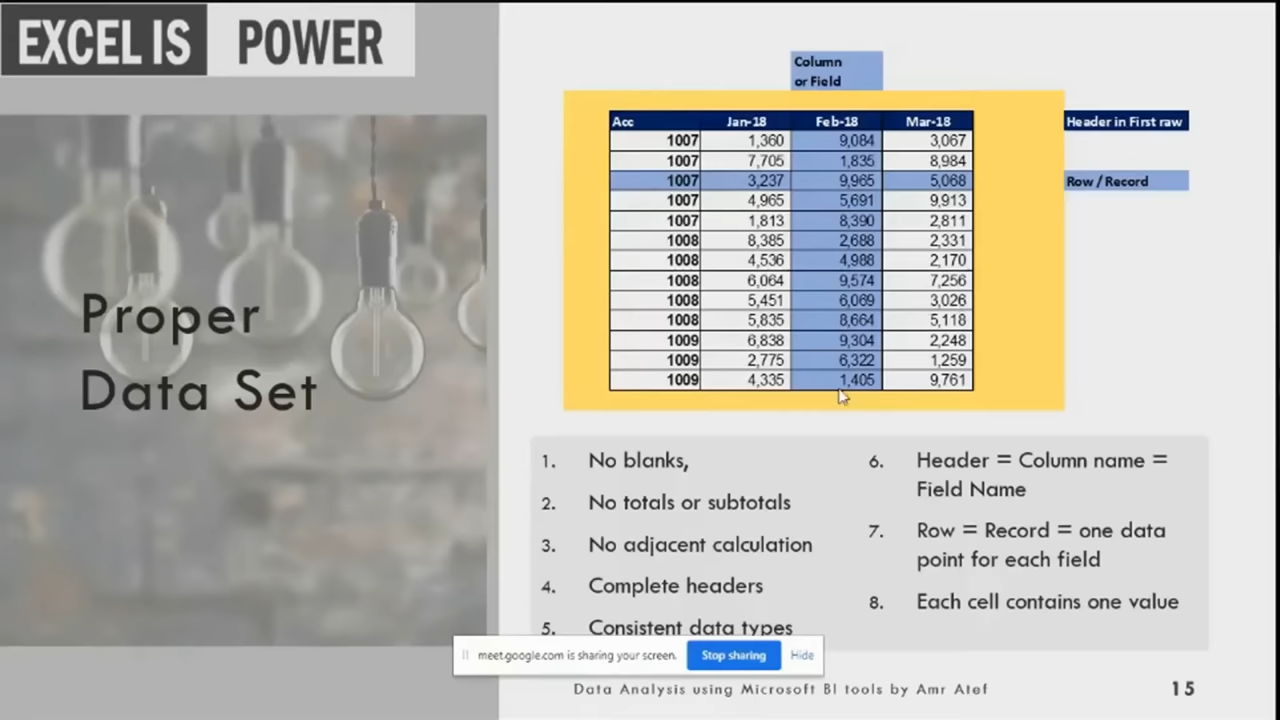 EXCEL IS POWER
Proper
Data Set
Column
or Field
Acc Jan-18 Feb-18 Mar-18
Header in First raw
1007 1,360 9,084 3,067
1007 7,705 1,835 8,984
1007 3,237 9,965 5,068
Row / Record
1007 4,965 5,691 9,913
1007 1,813 8,390 2,811
1008 8,385 2,688 2,331
1008 4,536 4,988 2,170
1008 6,064 9,574 7,256
1008 5,451 6,069 3,026
1008 5,835 8,664 5,118
1009 6,838 9,304 2,248
1009 2,775 6,322 1,259
1009 4,335 1,405 9,761
1. No blanks,
2. No totals or subtotals
3. No adjacent calculation
4. Complete headers
5. Consistent data types
6. Header = Column name =
Field Name
7. Row = Record = one data
point for each field
8. Each cell contains one value
meet.google.com is sharing your screen. Stop sharing Hide
Data Analysis using Microsoft BI tools by Amr Atef
15